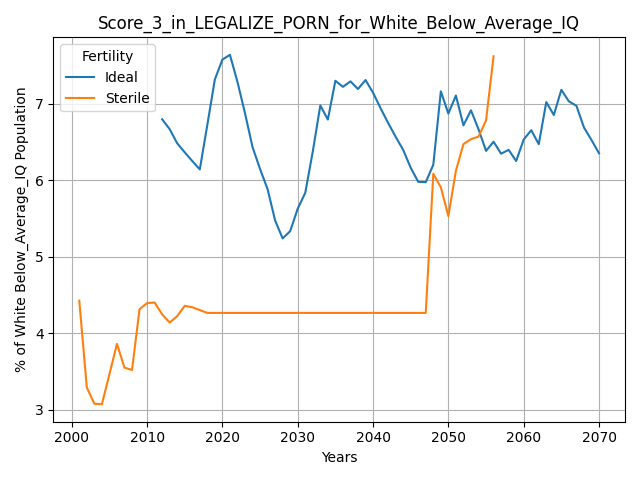 Score_3_in_LEGALIZE_PORN_for_White_Below_Average_IQ
% of White Below_Average_IQ Population
Fertility
Ideal
Sterile
7
6
5
4
3
2000 2010 2020 2030 2040 2050 2060 2070
Years